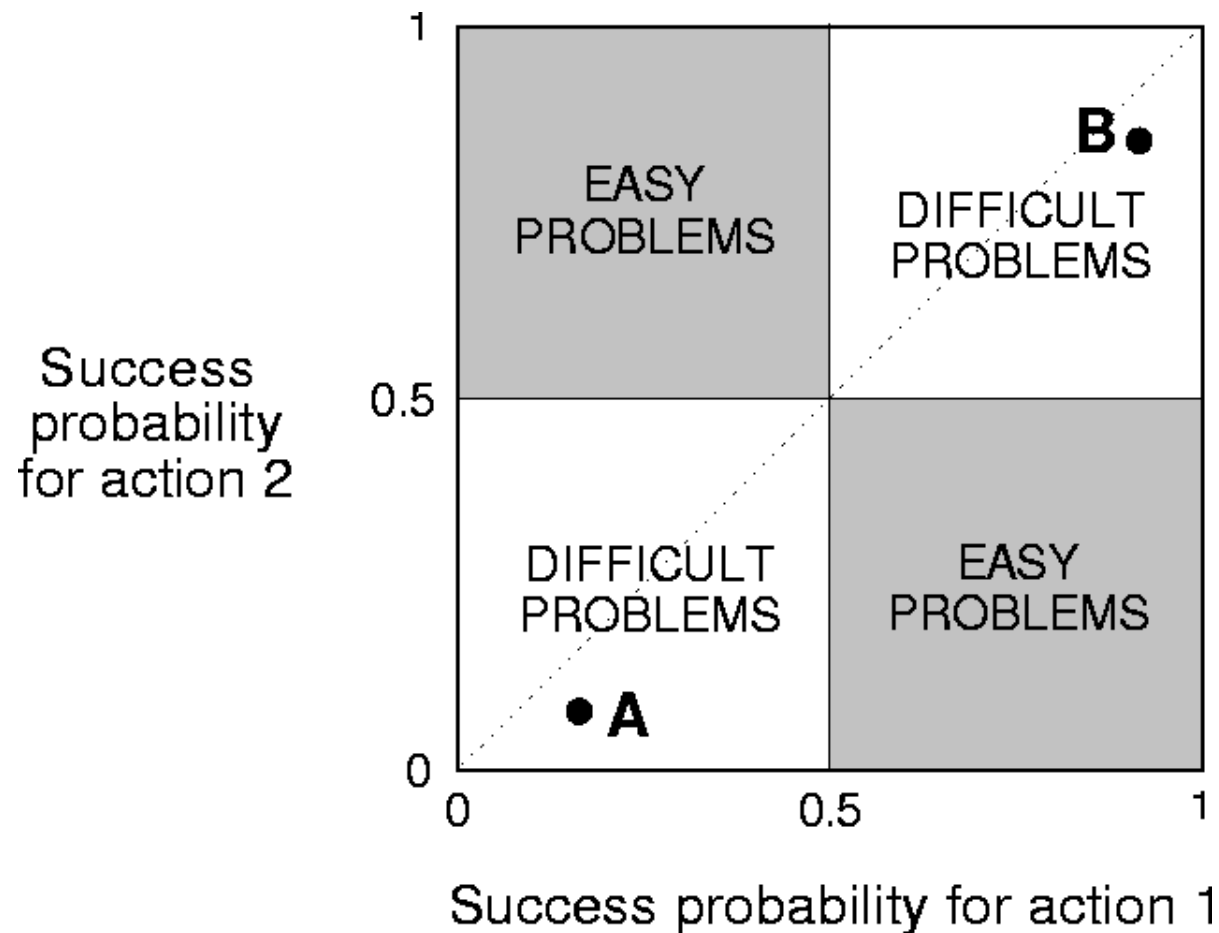 1
EASY
PROBLEMS
B
DIFFICULT
PROBLEMS
Success
probability
for action 2
0.5
DIFFICULT
PROBLEMS
A
EASY
PROBLEMS
0
0
0.5
1
Success probability for action 1